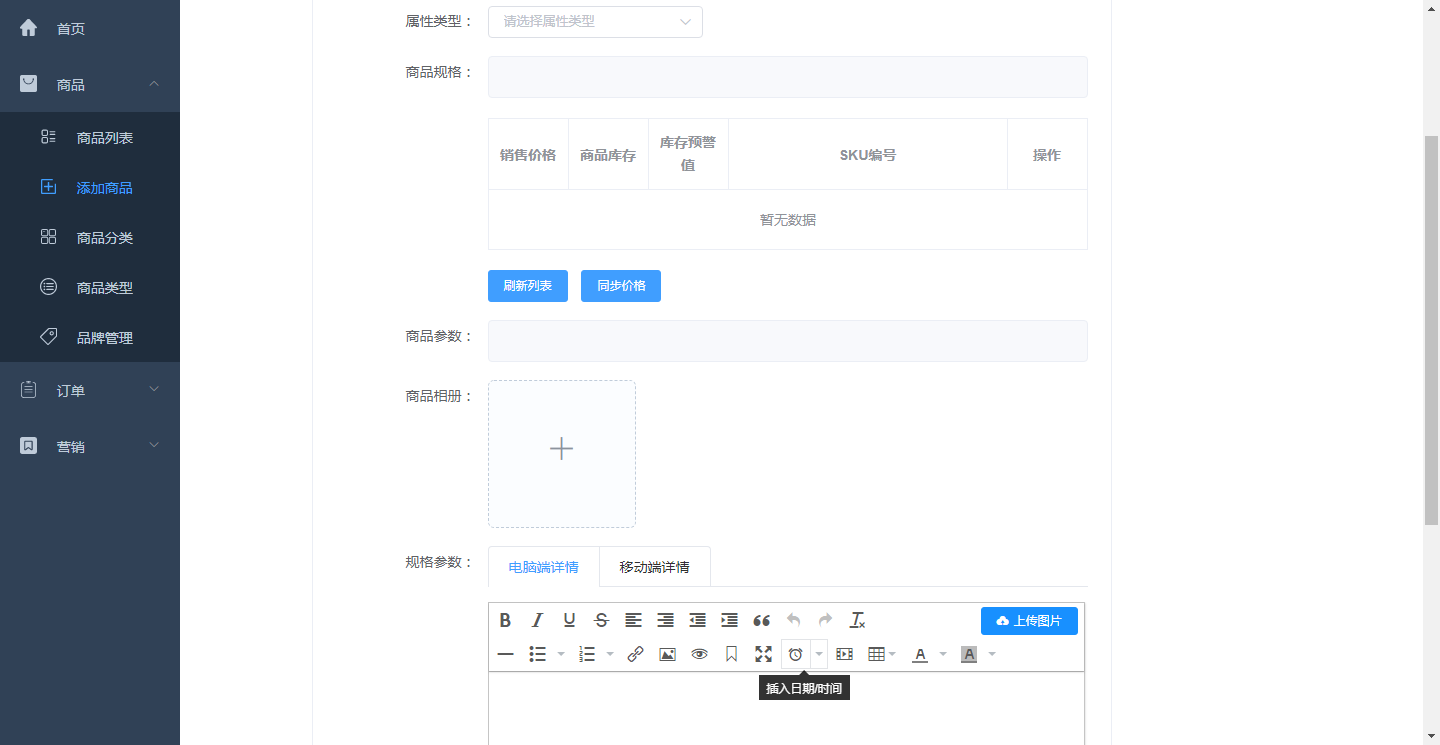 首页
商品
商品列表
添加商品
商品分类
商品类型
品牌管理
订单
营销
属性类型：
请选择属性类型
商品规格：
销售价格 商品库存 库存预警值 SKU编号 操作
暂无数据
刷新列表 同步价格
商品参数：
商品相册：
规格参数：
电脑端详情 移动端详情
上传图片
插入日期/时间